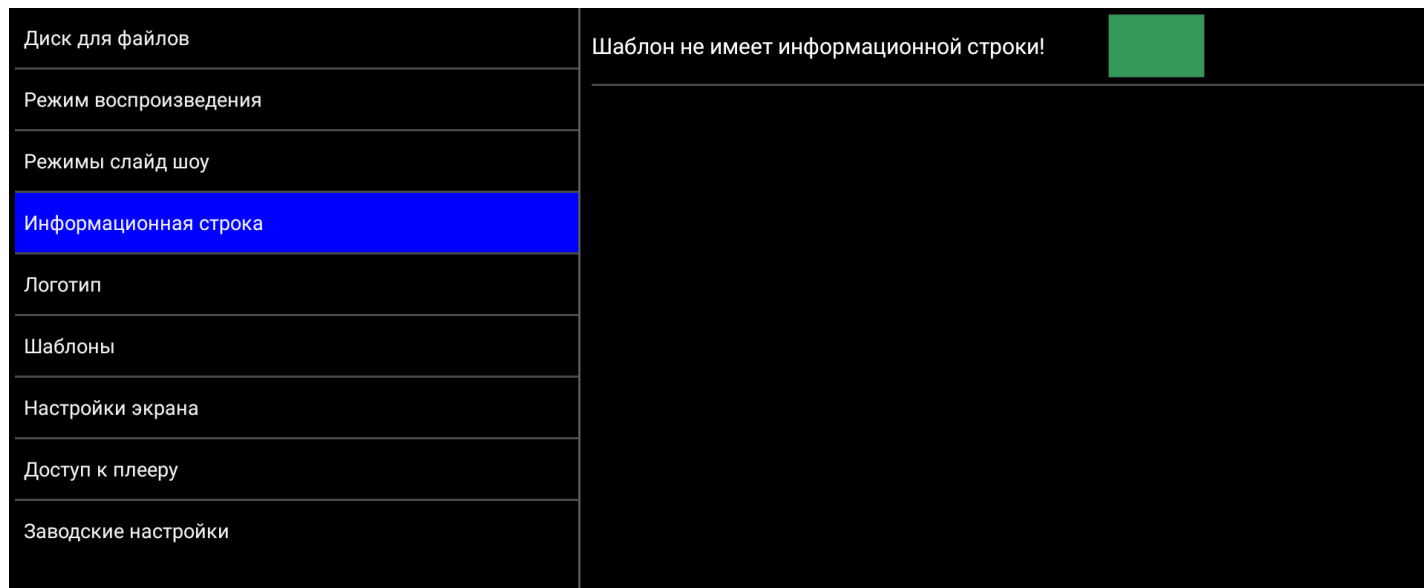 Диск для файлов
Режим воспроизведения
Режимы слайд шоу
Информационная строка
Логотип
Шаблоны
Настройки экрана
Доступ к плееру
Заводские настройки
Шаблон не имеет информационной строки!